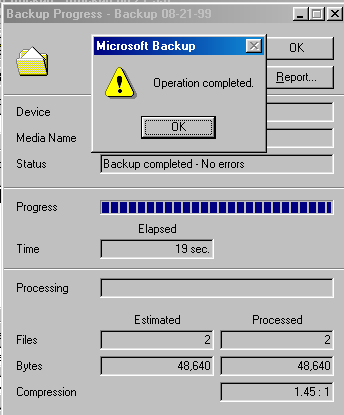 Backup Progress - Backup 08-21-99
Microsoft Backup
Operation completed.
OK
OK
Report...
Device
Media Name
Status
Backup completed - No errors
Progress
Elapsed
Time
19 sec.
Processing
Estimated
Processed
Files
2
2
Bytes
48,640
48,640
Compression
1.45 : 1